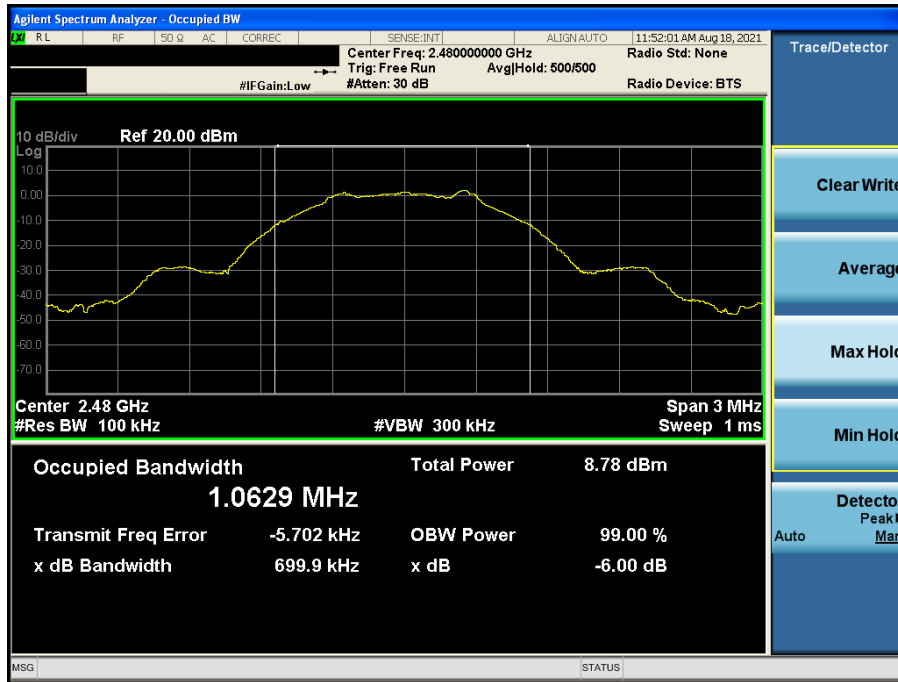 Agilent Spectrum Analyzer - Occupied BW
LXI RL RF 50 Ω AC CORREC SENSE:INT ALIGN AUTO 11:52:01 AM Aug 18, 2021
Center Freq: 2.480000000 GHz Radio Std: None
Trig: Free Run Avg|Hold: 500/500
#IFGain:Low #Atten: 30 dB Radio Device: BTS
10 dB/div Ref 20.00 dBm
Log
10.0
0.00
-10.0
-20.0
-30.0
-40.0
-50.0
-60.0
-70.0
Center 2.48 GHz Span 3 MHz
#Res BW 100 kHz #VBW 300 kHz Sweep 1 ms
Occupied Bandwidth Total Power 8.78 dBm
1.0629 MHz
Transmit Freq Error -5.702 kHz OBW Power 99.00 %
x dB Bandwidth 699.9 kHz x dB -6.00 dB
Trace/Detector
Clear Write
Average
Max Hold
Min Hold
Detecto
Peak
Auto Man
MSG STATUS